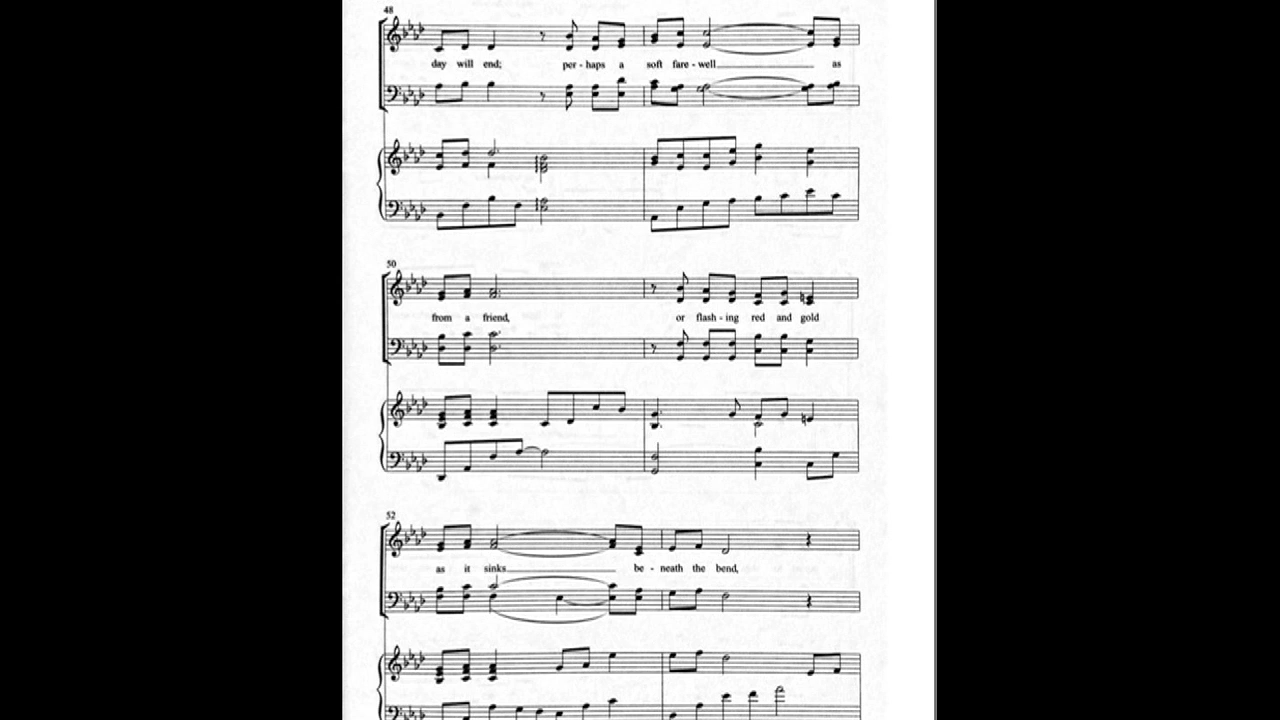 48
day will end; per - haps a soft fare - well as
50
from a friend, or flash - ing red and gold
52
as it sinks be - neath the bend,